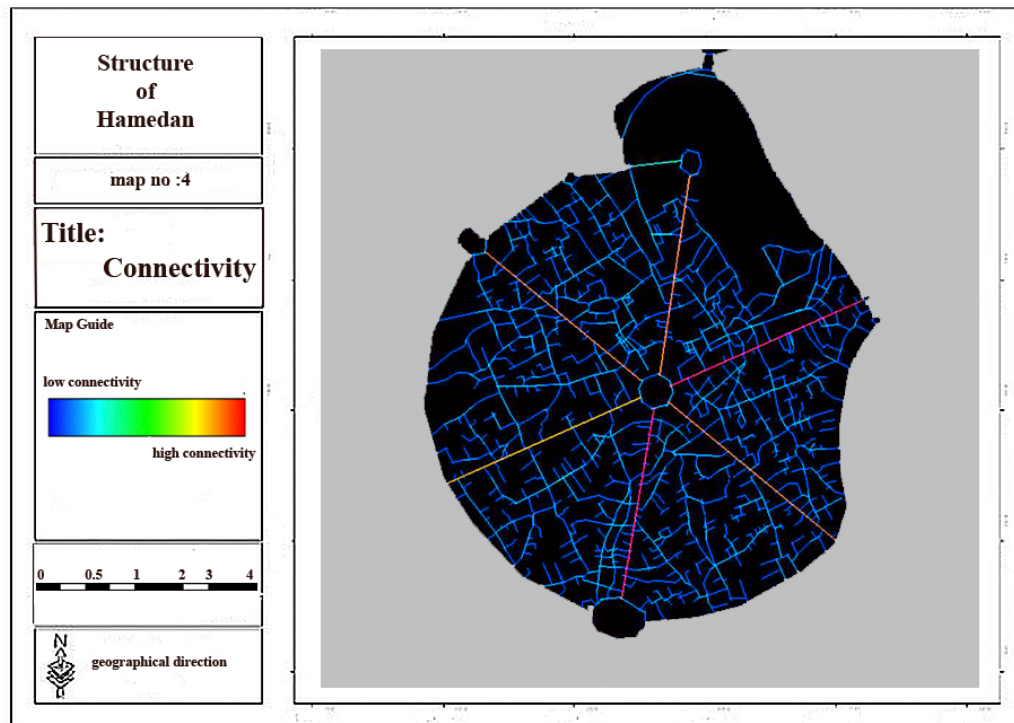 Structure
of
Hamedan
map no :4
Title:
Connectivity
Map Guide
low connectivity
high connectivity
0 0.5 1 2 3 4
N
geographical direction